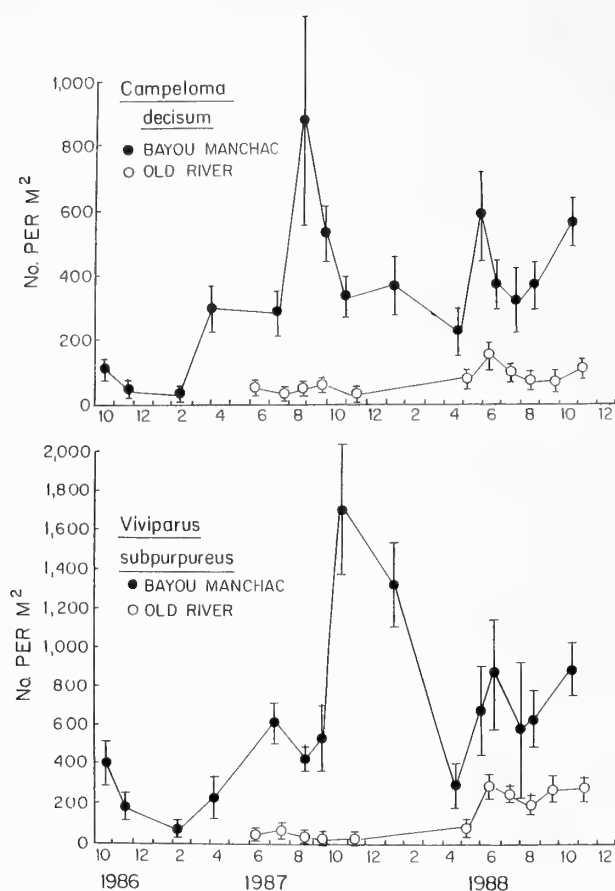 Campeloma
decisum
● BAYOU MANCHAC
○ OLD RIVER
No. PER M²
1,000
800
600
400
200
0
10 12 2 4 6 8 10 12 2 4 6 8 10 12
Viviparus
subpurpureus
● BAYOU MANCHAC
○ OLD RIVER
No. PER M²
2,000
1,800
1,600
1,400
1,200
1,000
800
600
400
200
0
10 12 2 4 6 8 10 12 2 4 6 8 10 12
1986 1987 1988